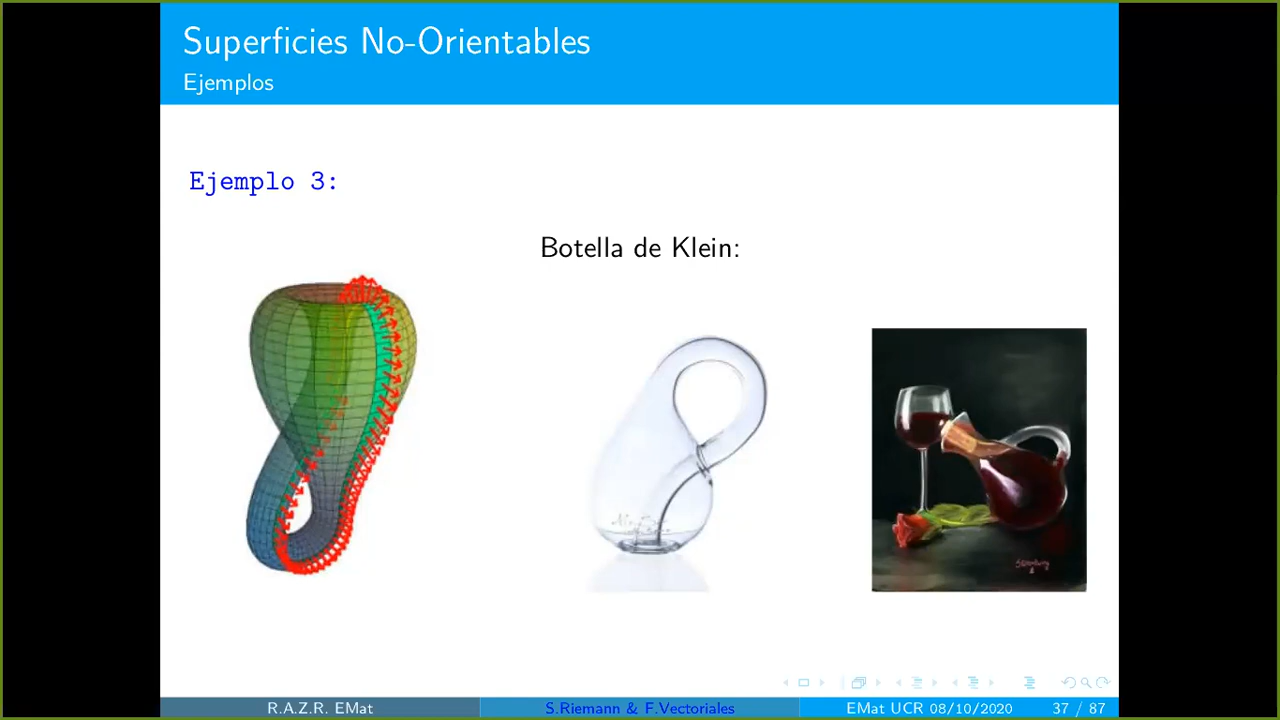 Superficies No-Orientables
Ejemplos
Ejemplo 3:
Botella de Klein:
R.A.Z.R. EMat
S.Riemann & F.Vectoriales
EMat UCR 08/10/2020
37 / 87